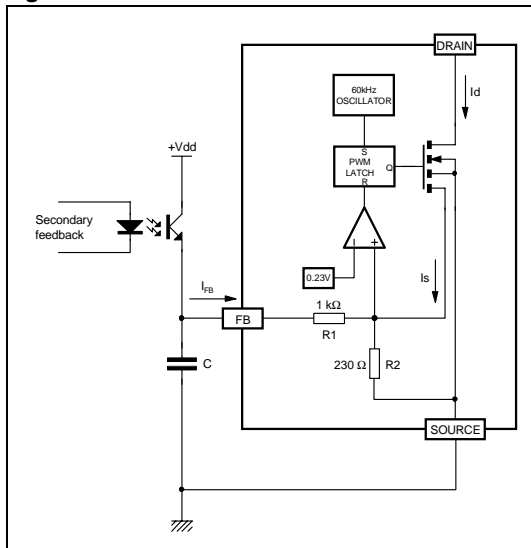 DRAIN
60kHz
OSCILLATOR
Id
+Vdd
S
PWM
LATCH
Q
R
Secondary
feedback
0.23V
Is
I_FB
1 kΩ
FB
R1
230 Ω
R2
C
SOURCE